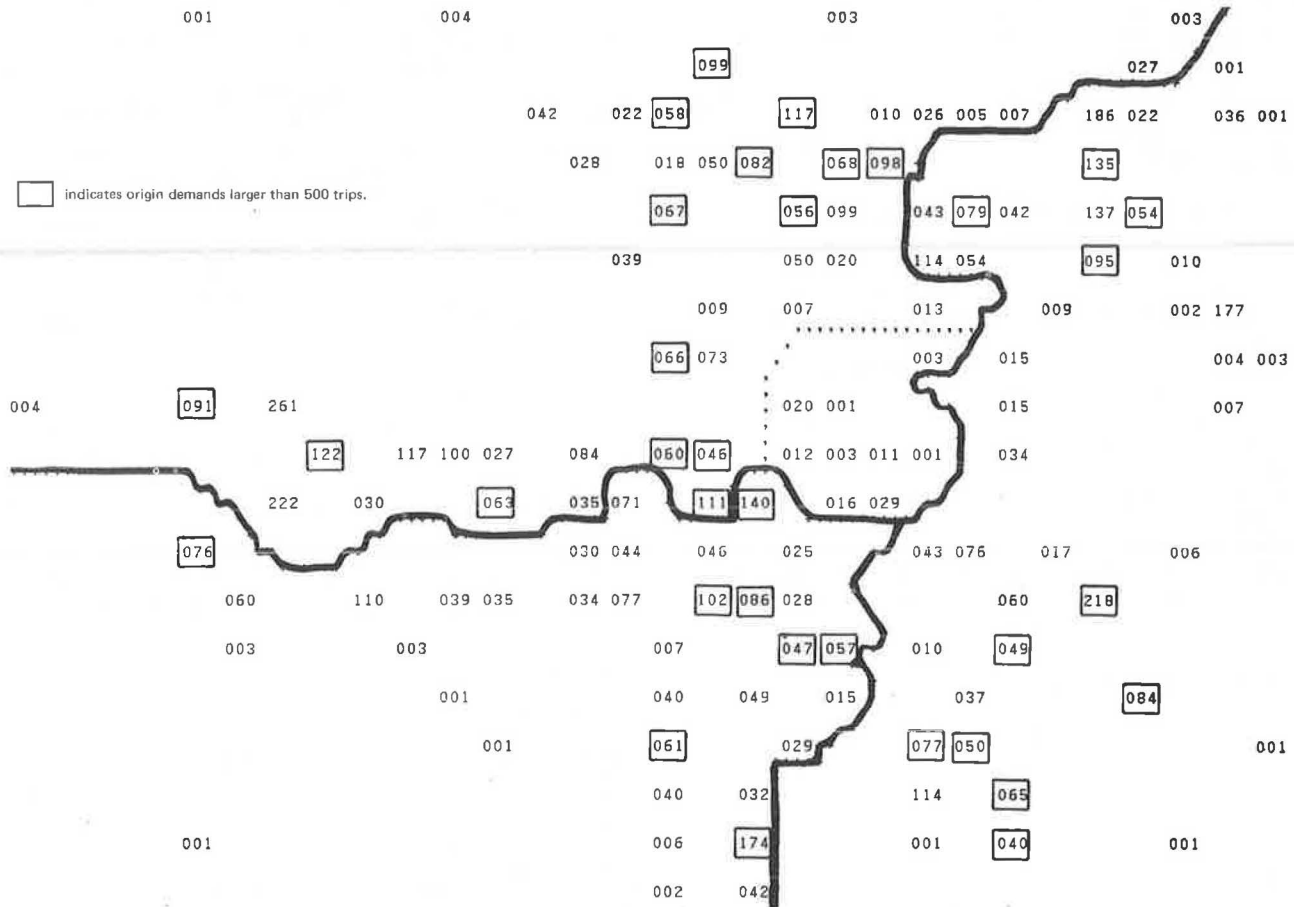 001 004 003 003
099 027 001
042 022 058 117 010 026 005 007 186 022 036 001
028 018 050 082 068 098 135
indicates origin demands larger than 500 trips.
067 056 099 043 079 042 137 054
039 050 020 114 054 095 010
009 007 013 009 002 177
066 073 003 015 004 003
004 091 261 020 001 015 007
122 117 100 027 084 060 046 012 003 011 001 034
222 030 063 035 071 111 140 016 029
076 030 044 046 025 043 076 017 006
060 110 039 035 034 077 102 086 028 060 218
003 003 007 047 057 010 049
001 040 049 015 037 084
001 061 029 077 050 001
040 032 114 065
001 006 174 001 040 001
002 042